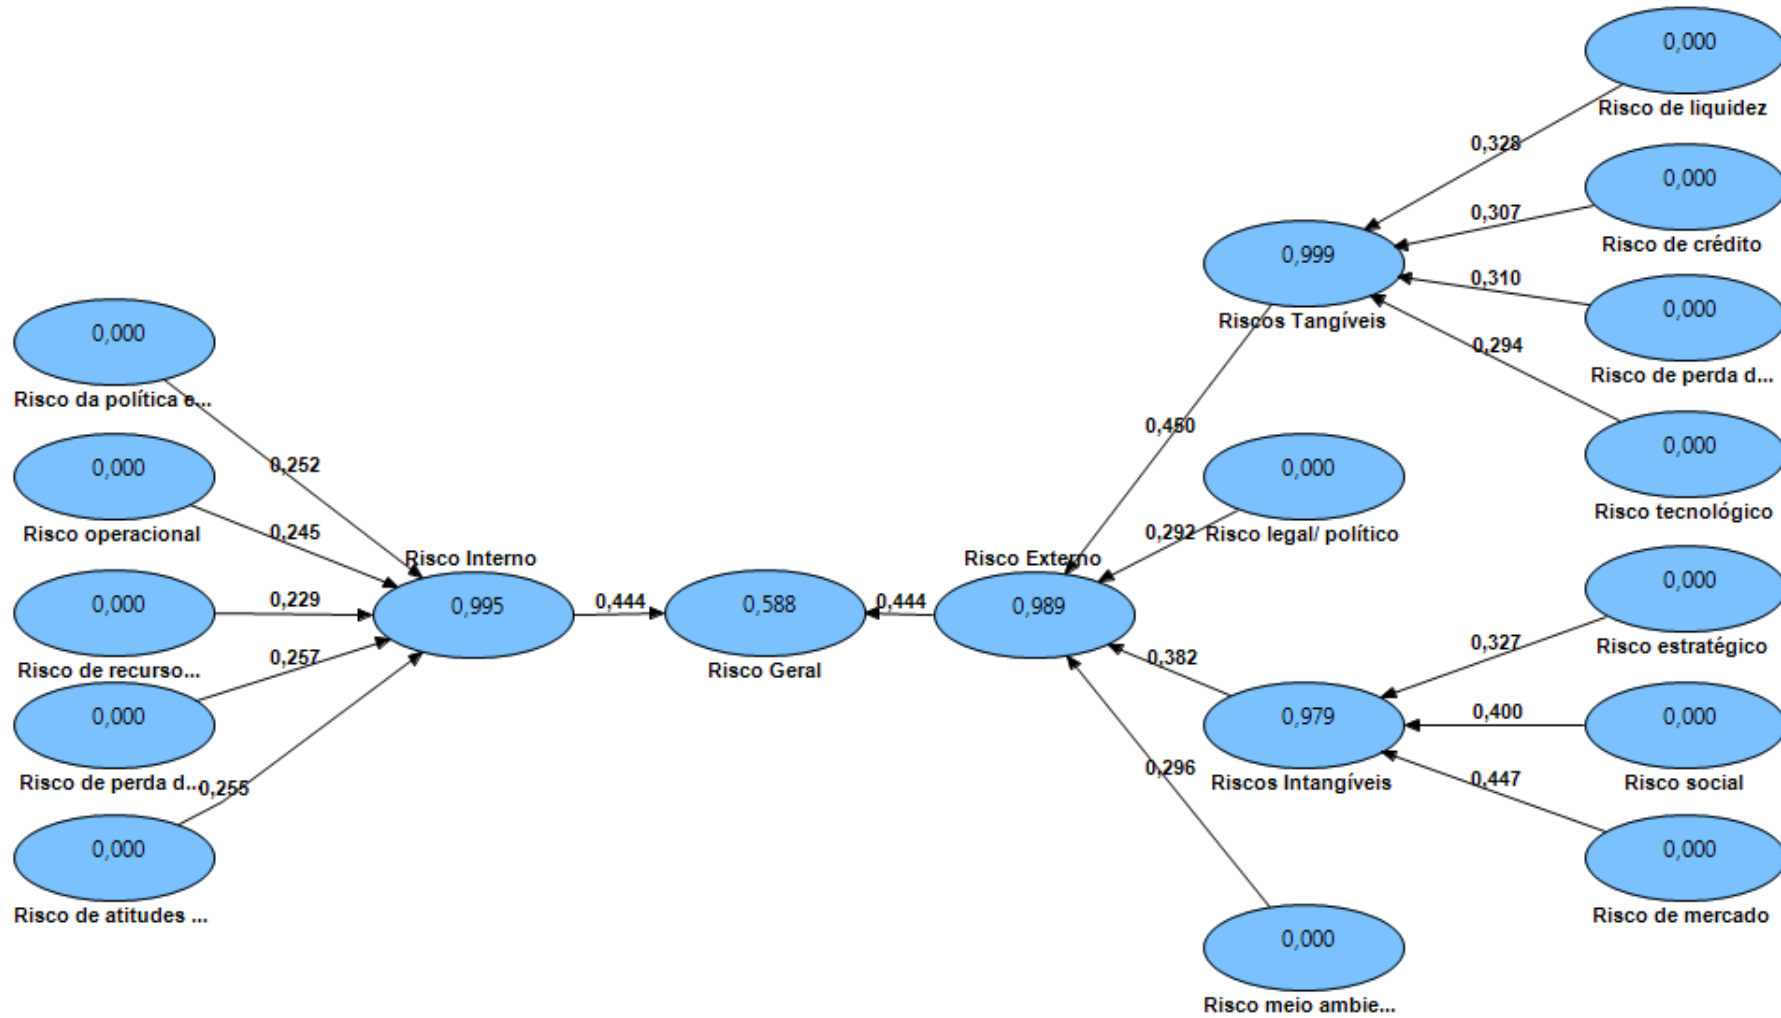 0,000
Risco de liquidez
0,328
0,000
Risco de crédito
0,307
0,999
Riscos Tangíveis
0,310
0,000
Risco de perda d...
0,294
0,000
Risco tecnológico
0,000
Risco da política e...
0,252
0,000
Risco operacional
0,245
0,000
Risco de recurso...
0,229
0,000
Risco de perda d...
0,257
0,000
Risco de atitudes ...
0,255
Risco Interno
0,995
0,444
0,588
Risco Geral
0,444
Risco Externo
0,989
0,450
0,000
Risco legal/ político
0,292
0,382
0,979
Riscos Intangíveis
0,296
0,000
Risco meio ambie...
0,000
Risco estratégico
0,327
0,000
Risco social
0,400
0,000
Risco de mercado
0,447